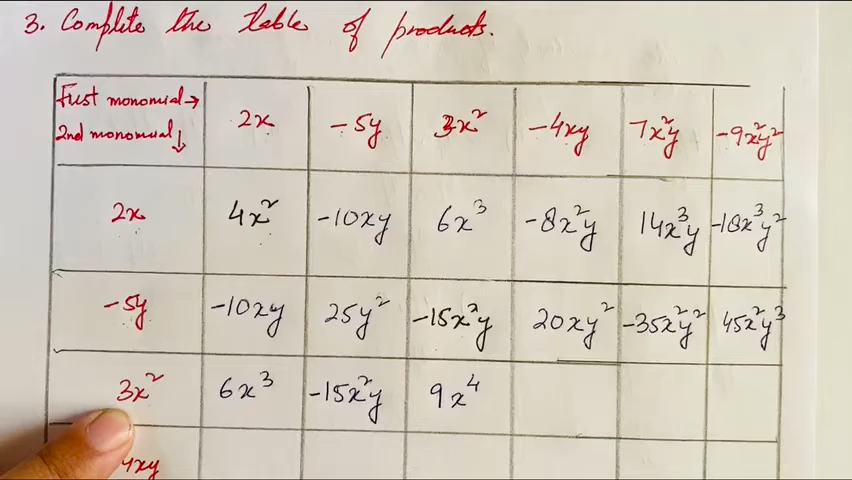 3. Complete the table of products.
First monomial →
2nd monomial ↓
2x -5y 3x² -4xy 7x²y -9x²y²
2x 4x² -10xy 6x³ -8x²y 14x³y -18x³y²
-5y -10xy 25y² -15x²y 20xy² -35x²y² 45x²y³
3x² 6x³ -15x²y 9x⁴
4xy